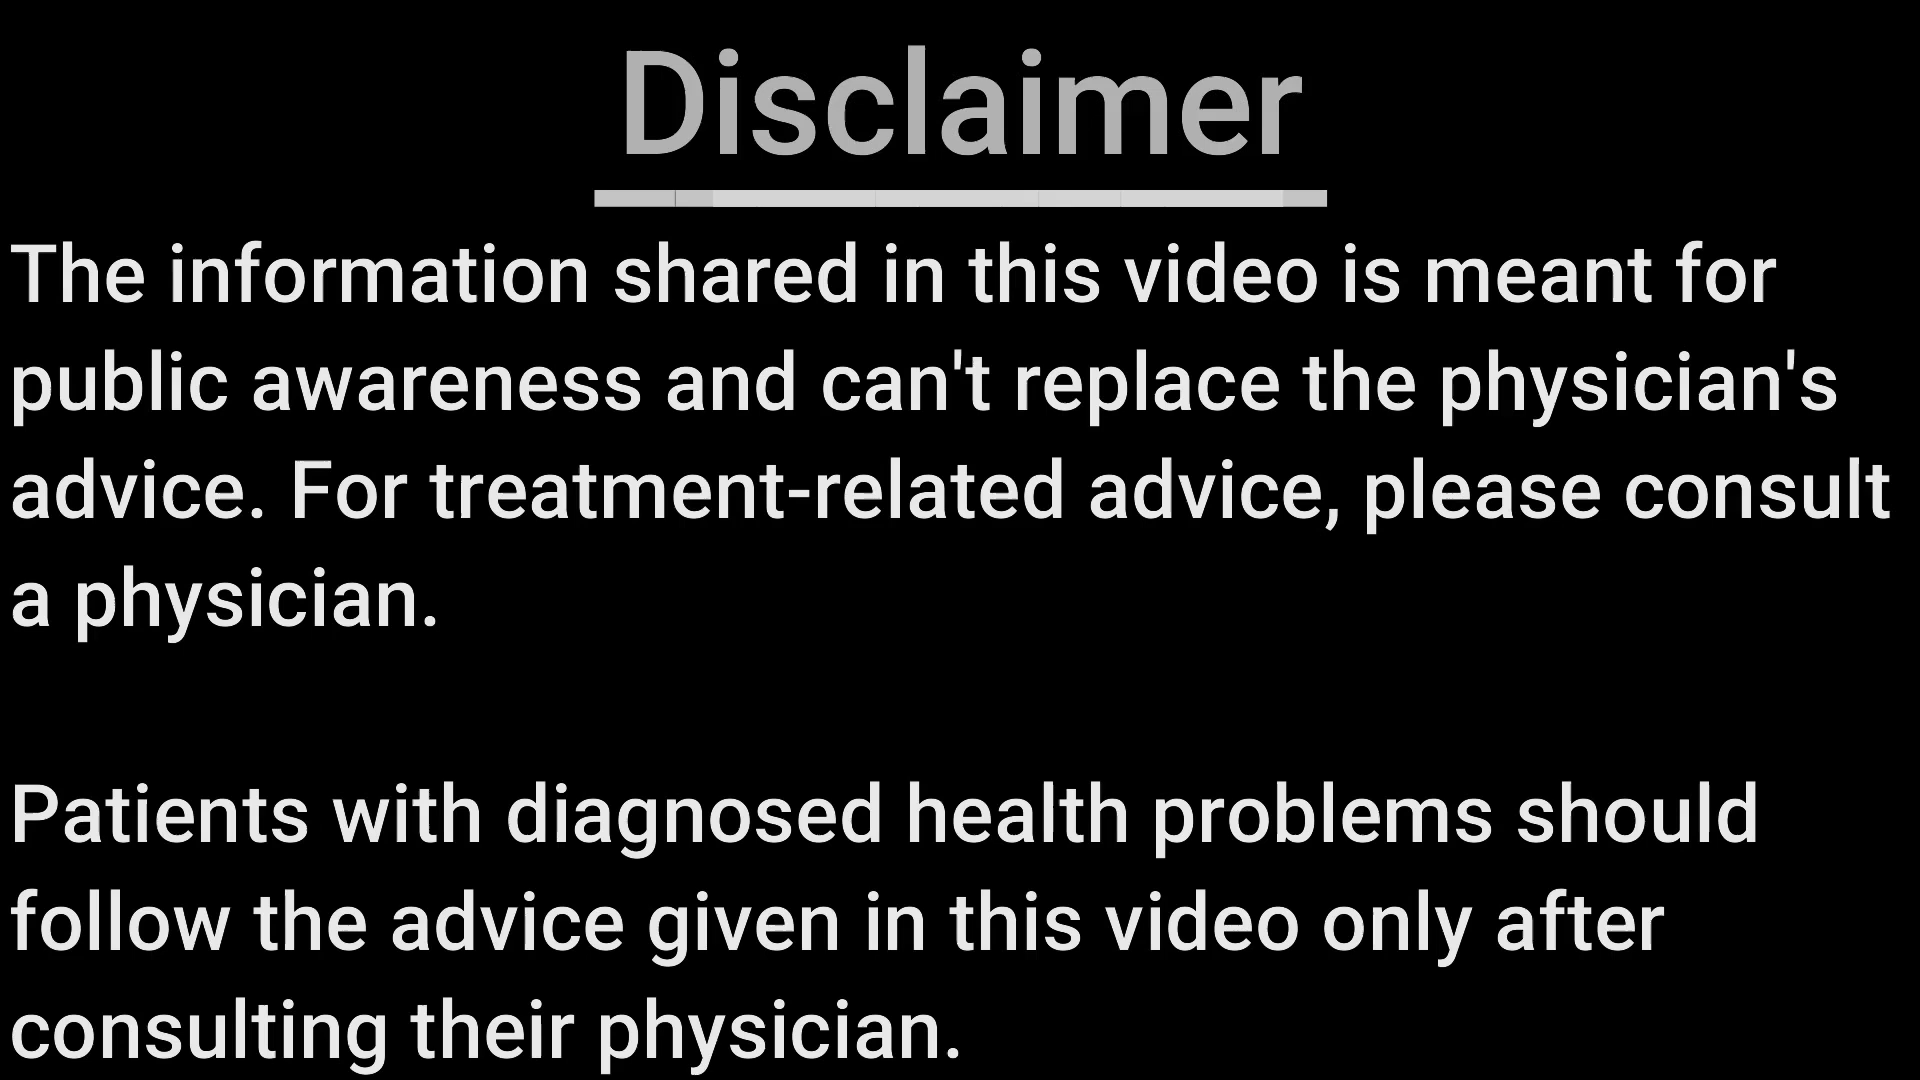 Disclaimer
The information shared in this video is meant for
public awareness and can't replace the physician's
advice. For treatment-related advice, please consult
a physician.
Patients with diagnosed health problems should
follow the advice given in this video only after
consulting their physician.